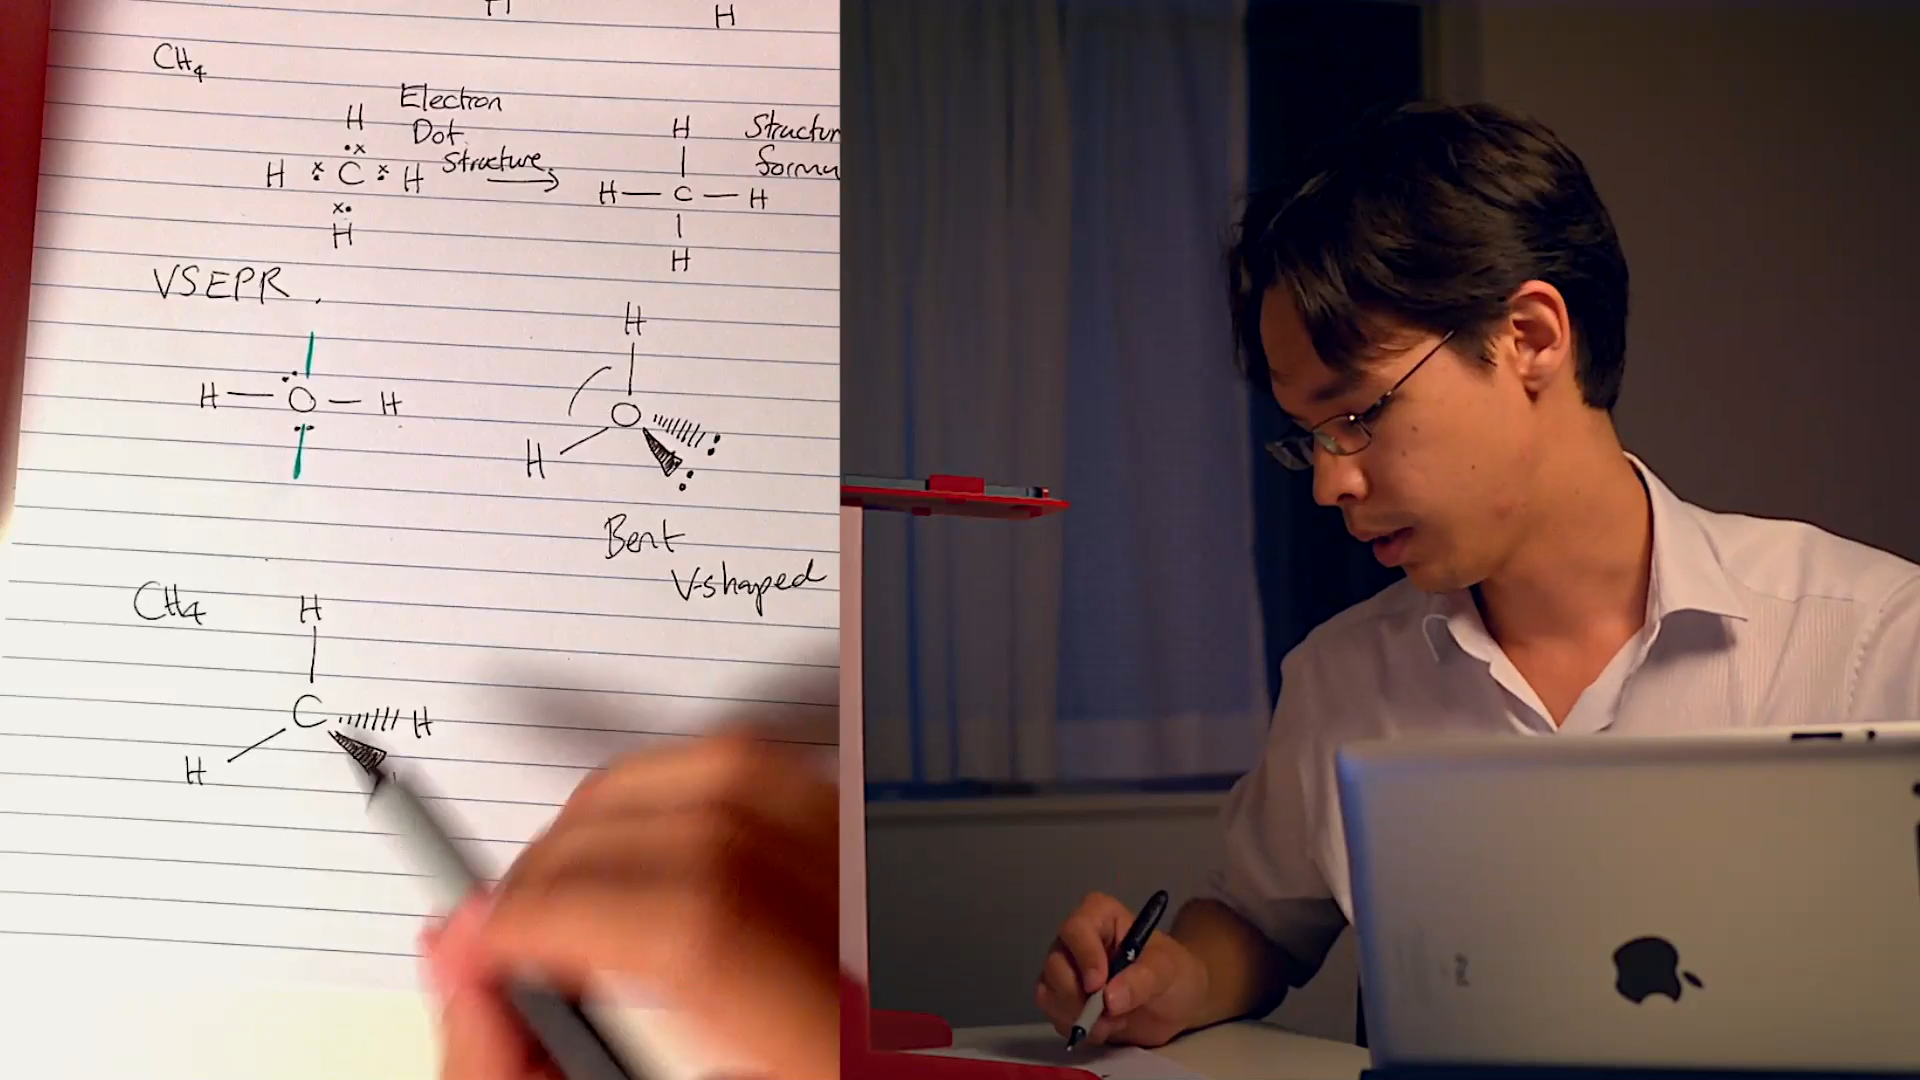 H H
CH4
H Electron
Dot
Structure
H C H
H
H Structur
formu
H C H
H
VSEPR
H O H
H
O
H
Bent
V-shaped
CH4
H
C H
H